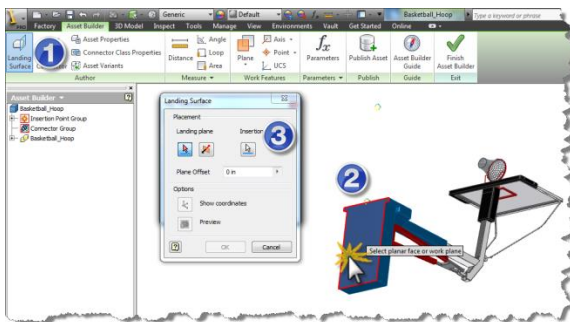 Generic
Default
Basketball_Hoop
Type a keyword or phrase
Factory Asset Builder 3D Model Inspect Tools Manage View Environments Vault Get Started Online
Landing Surface
Asset Properties
Connector Class Properties
Asset Variants
Distance
Angle
Loop
Area
Plane
Axis
Point
UCS
fx
Parameters
Publish Asset
Asset Builder Guide
Finish Asset Builder
Author Measure Work Features Parameters Publish Guide Exit
1
Asset Builder
Basketball_Hoop
Insertion Point Group
Connector Group
Basketball_Hoop
Landing Surface
Placement
Landing plane Insertion
3
Plane Offset 0 in
Options
Show coordinates
Preview
OK Cancel
2
Select planar face or work plane